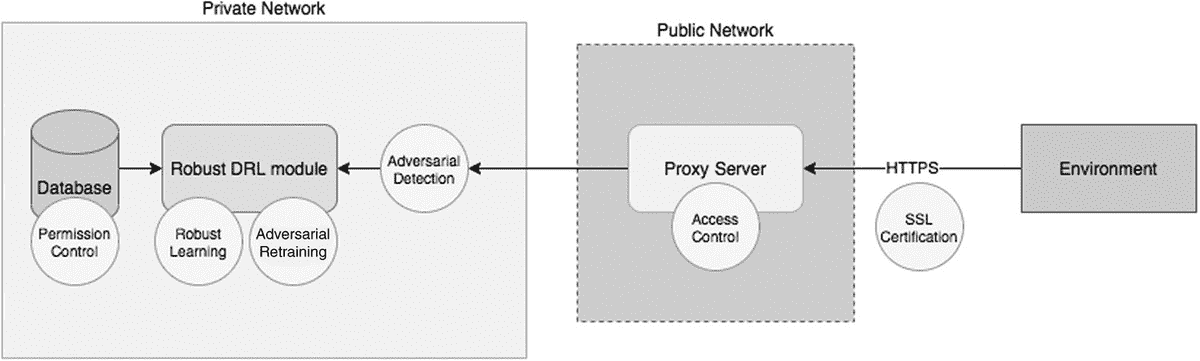 Private Network
Public Network
Database
Robust DRL module
Adversarial
Detection
Proxy Server
HTTPS
Environment
Permission
Control
Robust
Learning
Adversarial
Retraining
Access
Control
SSL
Certification